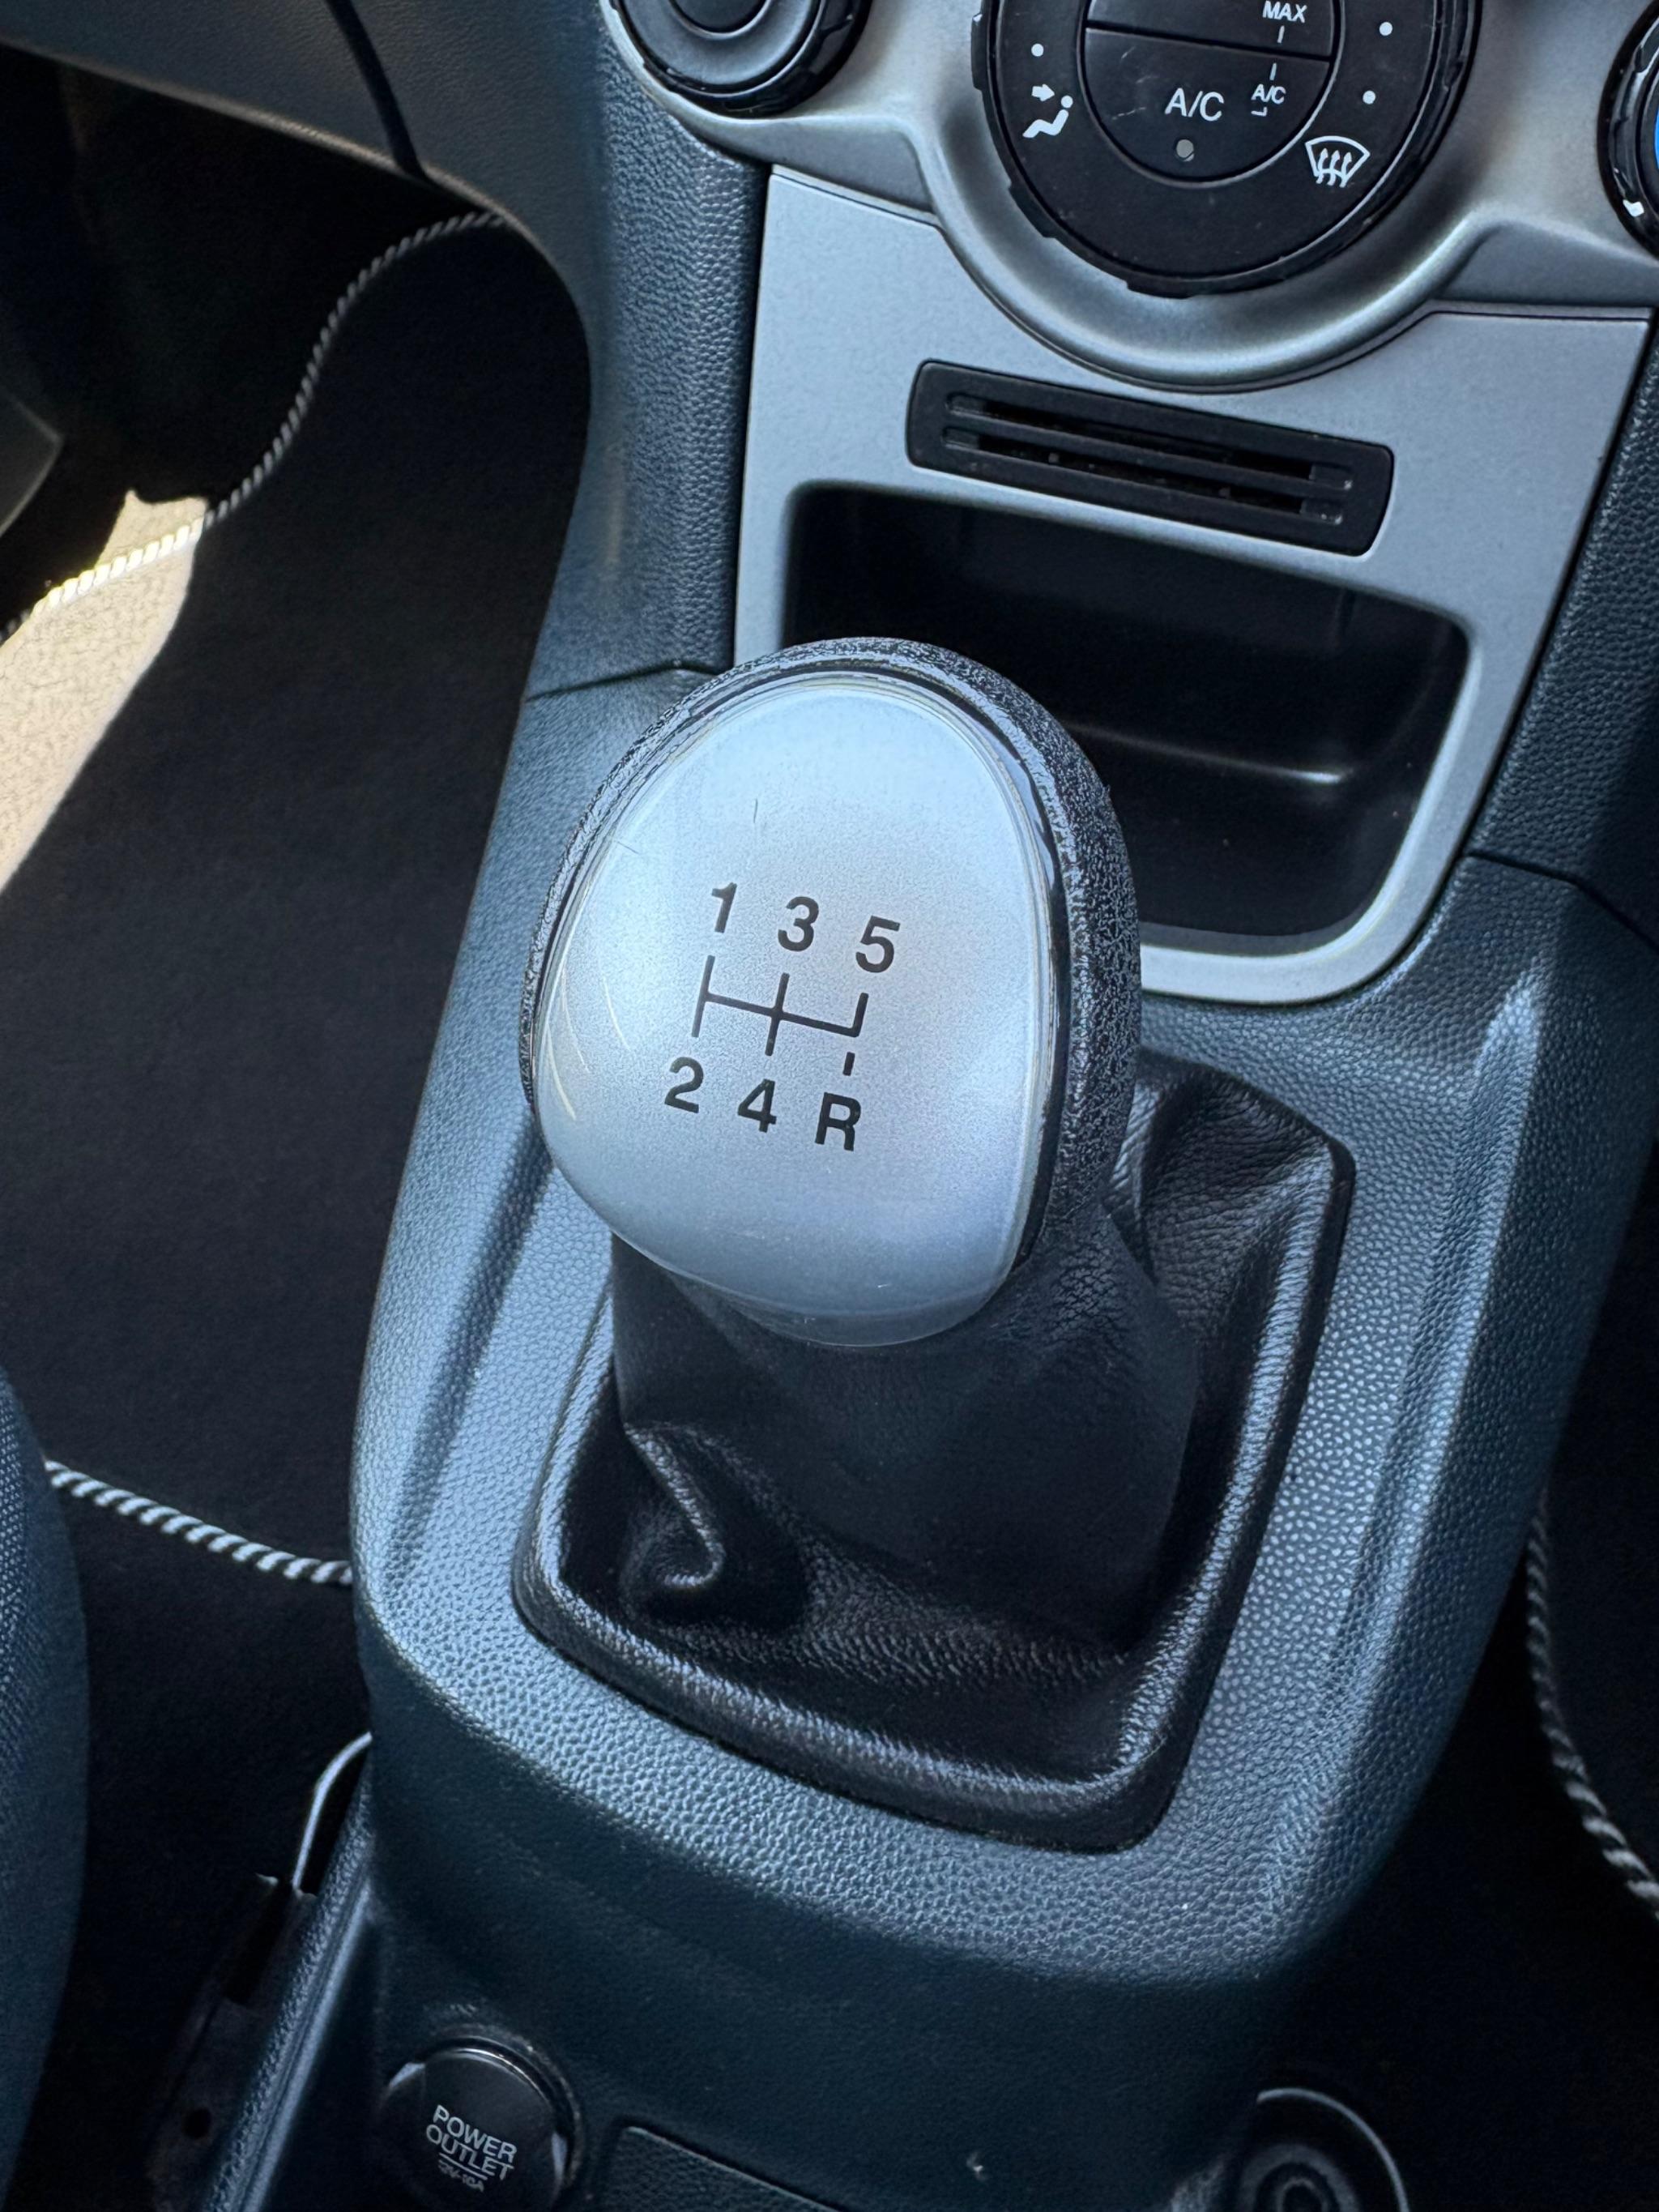 MAX
A/C
A/C
1 3 5
2 4 R
POWER
OUTLET